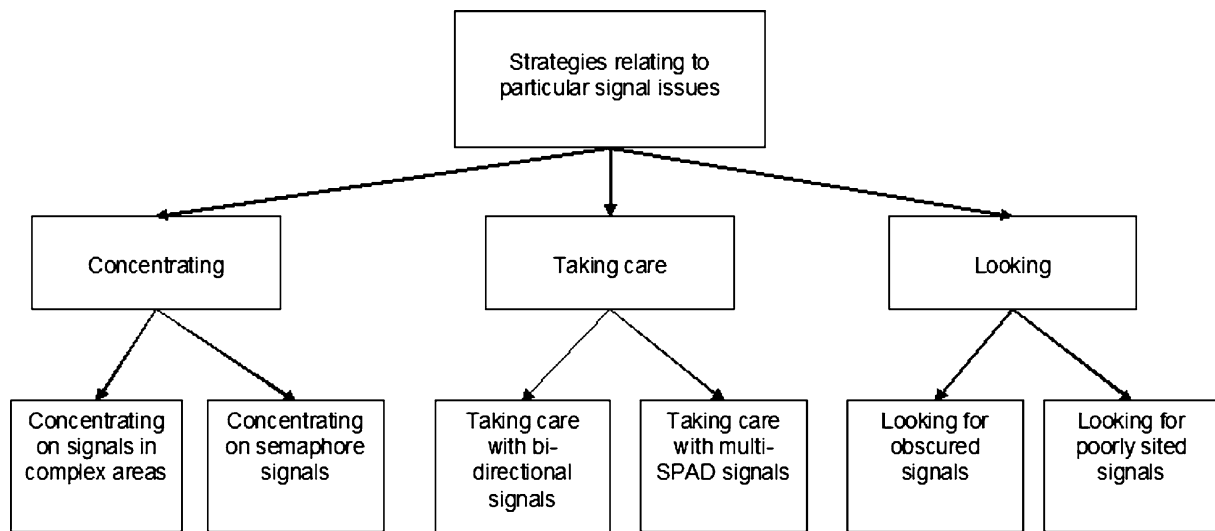 Strategies relating to
particular signal issues
Concentrating
Taking care
Looking
Concentrating
on signals in
complex areas
Concentrating
on semaphore
signals
Taking care
with bi-
directional
signals
Taking care
with multi-
SPAD signals
Looking for
obscured
signals
Looking for
poorly sited
signals